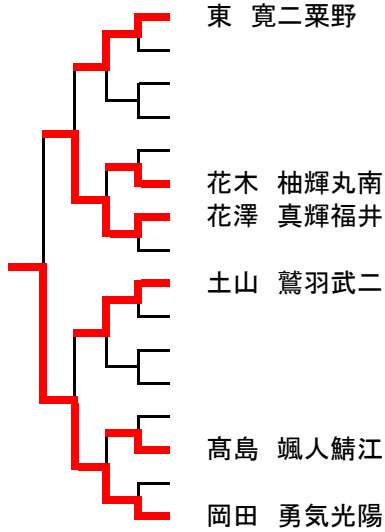 東 寛二粟野
花木 柚輝丸南
花澤 真輝福井
土山 鷲羽武二
髙島 颯人鯖江
岡田 勇気光陽